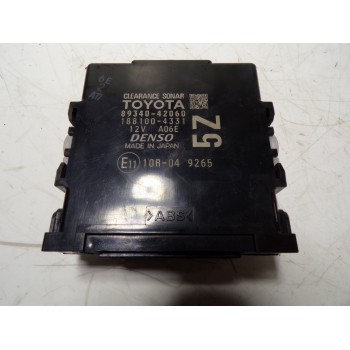 CLEARANCE SONAR
TOYOTA
89340-42060
188100-4331
12V A06E
DENSO
MADE IN JAPAN
5Z
E11 10R-04 9265
>ABS<